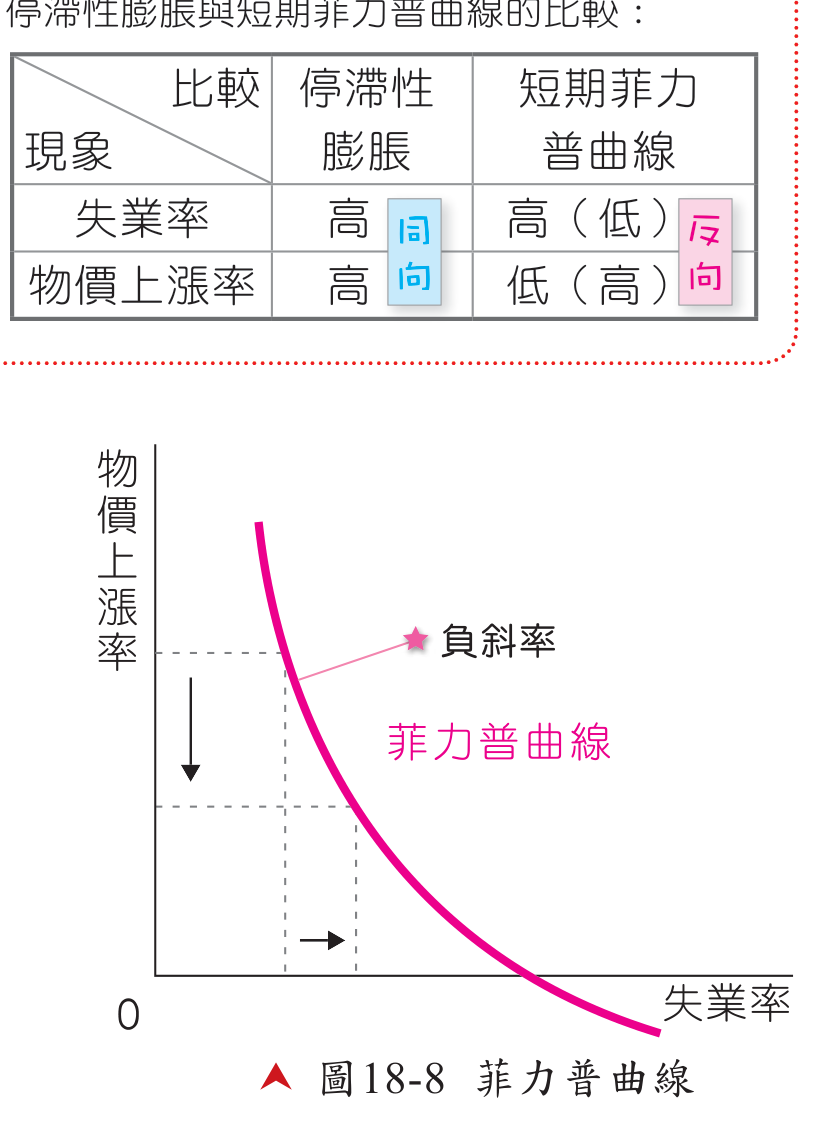 停滯性膨脹與短期菲力普曲線的比較：
比較 停滯性 短期菲力
現象 膨脹 普曲線
失業率 高 高（低）
物價上漲率 高 低（高）
同向
反向
物價上漲率
負斜率
菲力普曲線
失業率
0
圖18-8 菲力普曲線